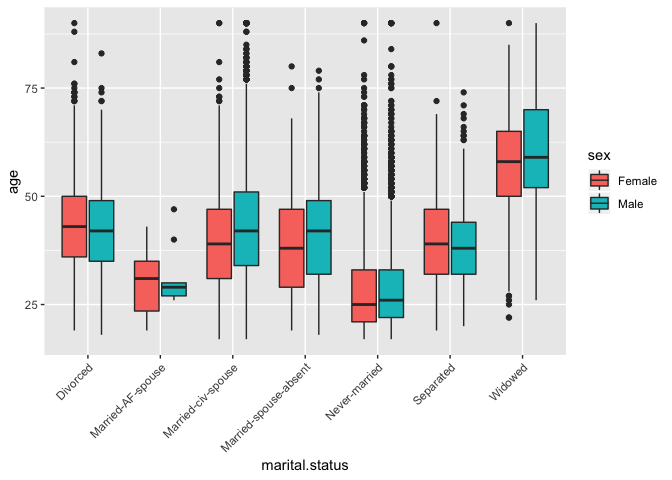 75
50
25
age
Divorced
Married-AF-spouse
Married-civ-spouse
Married-spouse-absent
Never-married
Separated
Widowed
marital.status
sex
Female
Male